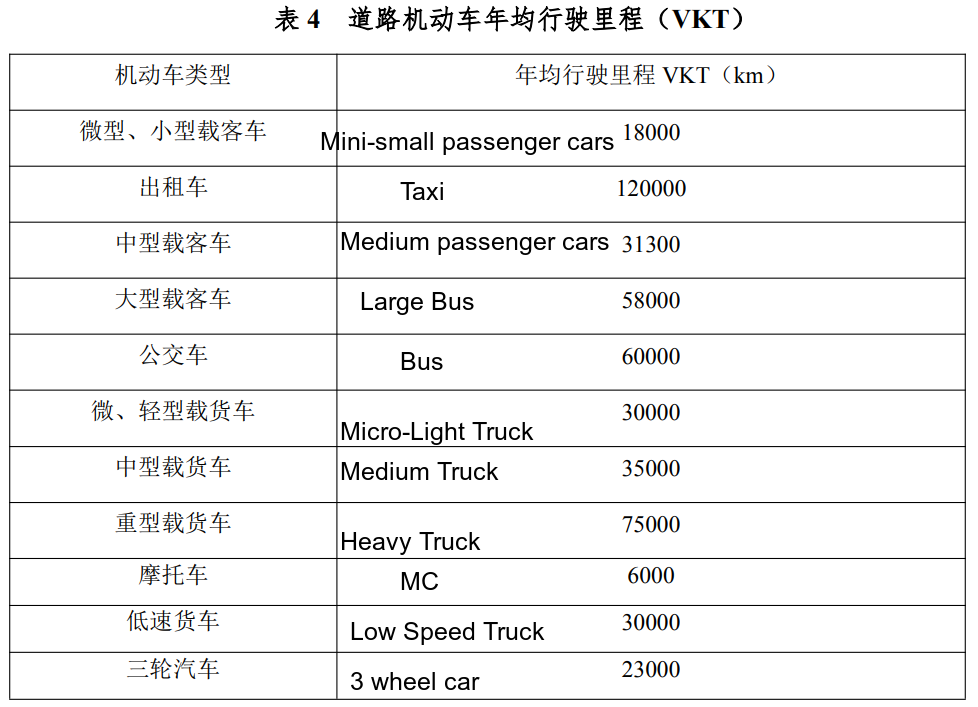 表 4 道路机动车年均行驶里程（VKT）
机动车类型 年均行驶里程 VKT（km）
微型、小型载客车 Mini-small passenger cars 18000
出租车 Taxi 120000
中型载客车 Medium passenger cars 31300
大型载客车 Large Bus 58000
公交车 Bus 60000
微、轻型载货车 Micro-Light Truck 30000
中型载货车 Medium Truck 35000
重型载货车 Heavy Truck 75000
摩托车 MC 6000
低速货车 Low Speed Truck 30000
三轮汽车 3 wheel car 23000